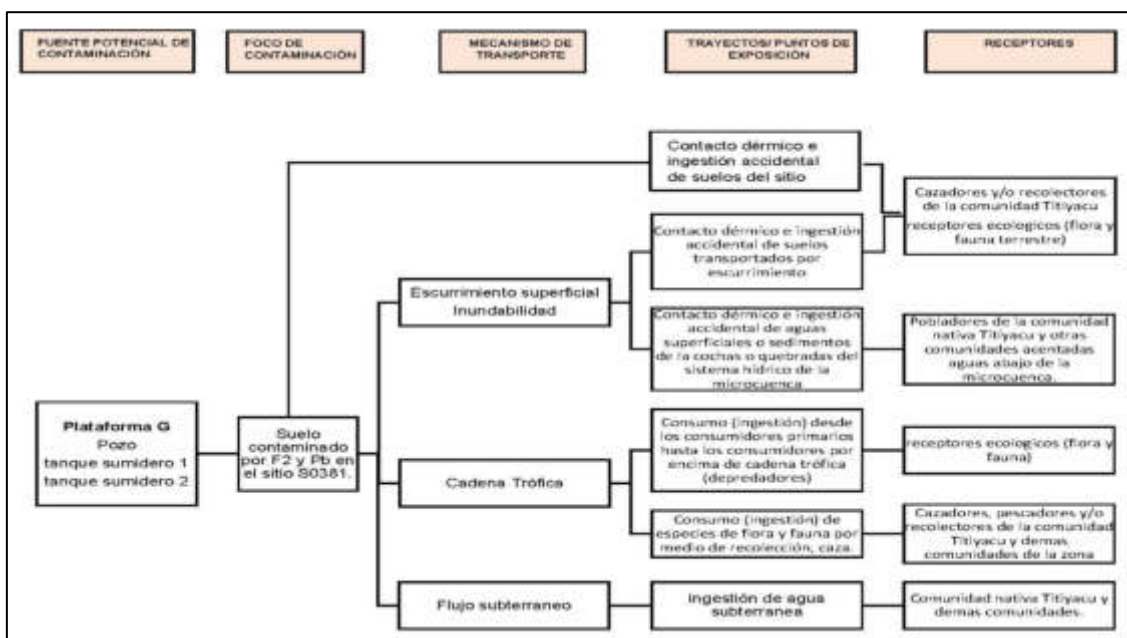 FUENTE POTENCIAL DE
CONTAMINACIÓN
FOCO DE
CONTAMINACIÓN
MECANISMO DE
TRANSPORTE
TRAYECTOS/ PUNTOS DE
EXPOSICIÓN
RECEPTORES
Contacto dérmico e
ingestión accidental
de suelos del sitio
Cazadores y/o recolectores
de la comunidad Titiyacu
receptores ecologicos (flora y
fauna terrestre)
Contacto dérmico e ingestión
accidental de suelos
transportados por
escurrimiento
Escurrimiento superficial
Inundabilidad
Contacto dérmico e ingestión
accidental de aguas
superficiales o sedimentos
de la cochas o quebradas del
sistema hídrico de la
microcuenca
Pobladores de la comunidad
nativa Titiyacu y otras
comunidades acentadas
aguas abajo de la
microcuenca.
Plataforma G
Pozo
tanque sumidero 1
tanque sumidero 2
Suelo
contaminado
por F2 y Pb en
el sitio S0381.
Cadena Trófica
Consumo (ingestión) desde
los consumidores primarios
hasta los consumidores por
encima de cadena trófica
(depredadores)
receptores ecologicos (flora y
fauna)
Consumo (ingestión) de
especies de flora y fauna por
medio de recolección, caza.
Cazadores, pescadores y/o
recolectores de la comunidad
Titiyacu y demas
comunidades de la zona
Flujo subterraneo
Ingestión de agua
subterranea
Comunidad nativa Titiyacu
y demas comunidades.